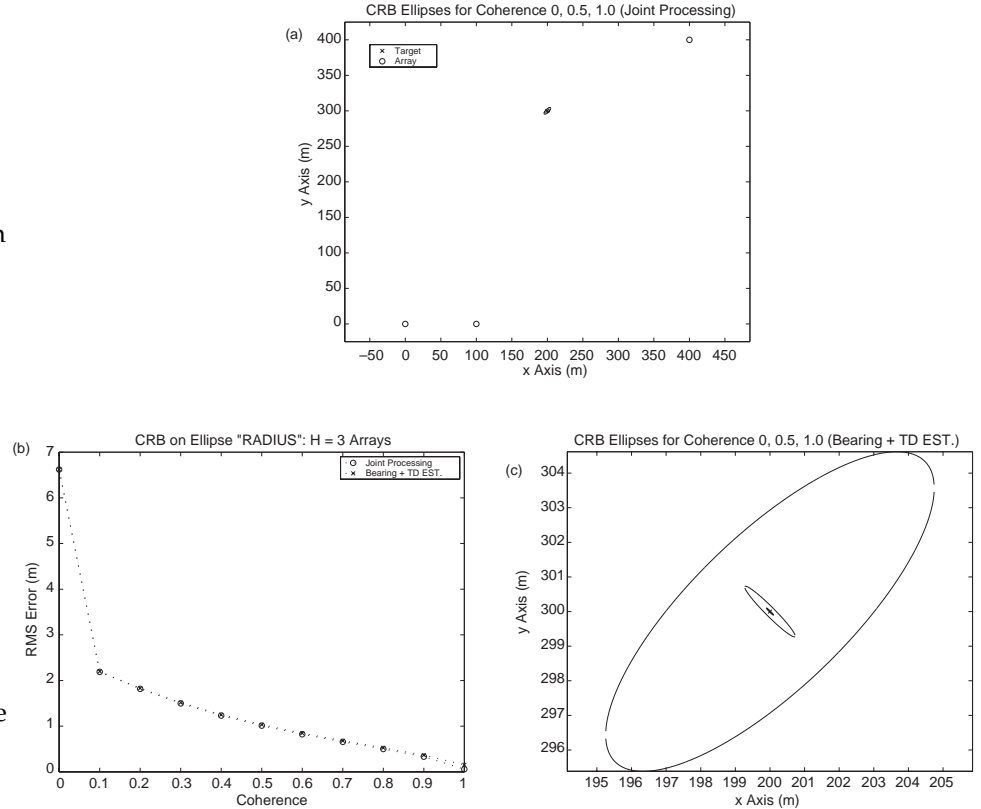 CRB Ellipses for Coherence 0, 0.5, 1.0 (Joint Processing)
(a)
400
350
300
250
200
150
100
50
0
Target
Array
y Axis (m)
−50 0 50 100 150 200 250 300 350 400 450
x Axis (m)
n
CRB on Ellipse "RADIUS": H = 3 Arrays
(b)
7
6
5
4
3
2
1
0
Joint Processing
Bearing + TD EST.
RMS Error (m)
0 0.1 0.2 0.3 0.4 0.5 0.6 0.7 0.8 0.9 1
Coherence
e
CRB Ellipses for Coherence 0, 0.5, 1.0 (Bearing + TD EST.)
(c)
304
303
302
301
300
299
298
297
296
y Axis (m)
195 196 197 198 199 200 201 202 203 204 205
x Axis (m)